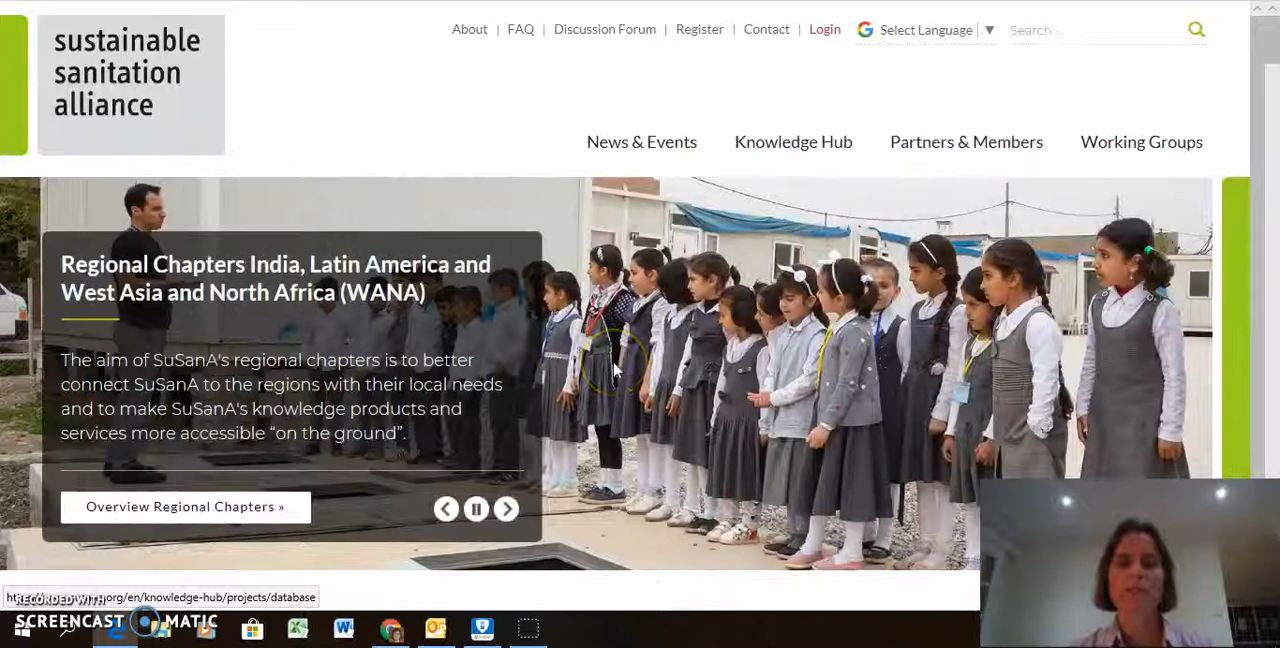 sustainable
sanitation
alliance
About | FAQ | Discussion Forum | Register | Contact | Login
Select Language ▼
Search ...
News & Events
Knowledge Hub
Partners & Members
Working Groups
Regional Chapters India, Latin America and
West Asia and North Africa (WANA)
The aim of SuSanA's regional chapters is to better
connect SuSanA to the regions with their local needs
and to make SuSanA's knowledge products and
services more accessible “on the ground”.
Overview Regional Chapters »
org/en/knowledge-hub/projects/database
RECORDED WITH
SCREENCAST MATIC